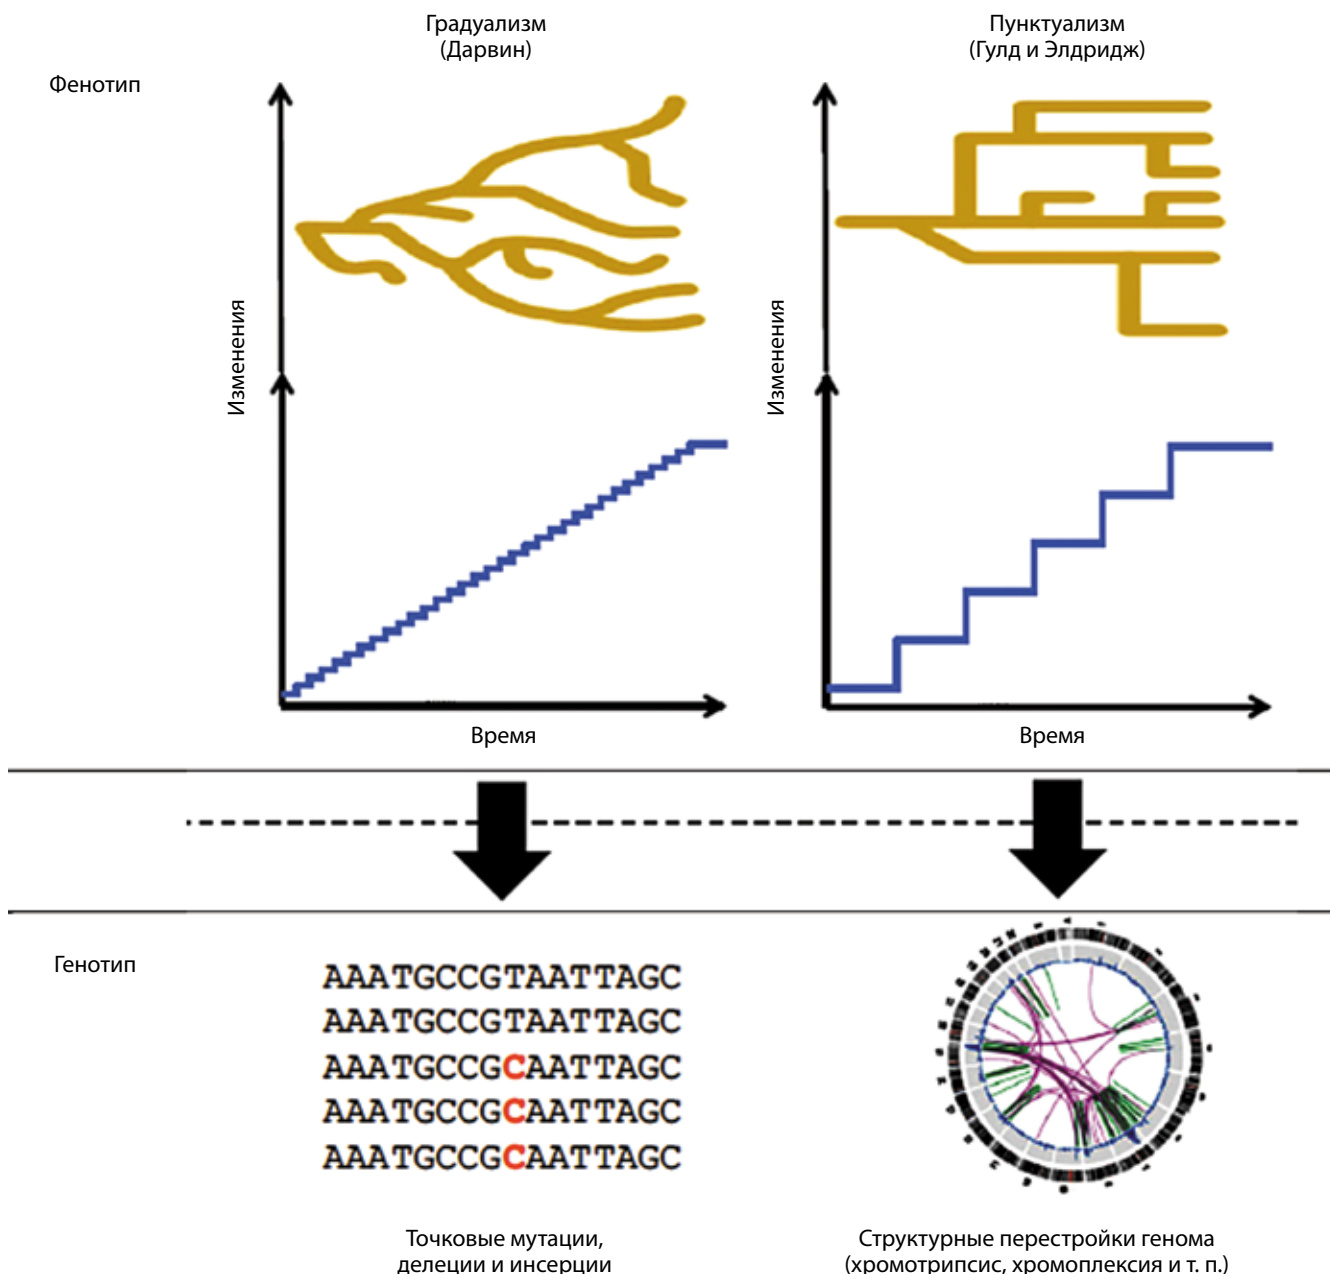 Градуализм
(Дарвин)
Пунктуализм
(Гулд и Элдридж)
Фенотип
Изменения
Изменения
Время
Время
Генотип
AAATGCCGTAATTAGC
AAATGCCGTAATTAGC
AAATGCCGCAATTAGC
AAATGCCGCAATTAGC
AAATGCCGCAATTAGC
Точковые мутации,
делеции и инсерции
Структурные перестройки генома
(хромотрипсис, хромоплексия и т. п.)